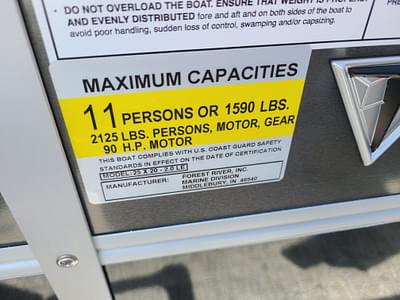 • DO NOT OVERLOAD THE BOAT. ENSURE THAT WEIGHT IS PROPERLY
AND EVENLY DISTRIBUTED fore and aft and on both sides of the boat to
avoid poor handling, sudden loss of control, swamping and/or capsizing.
MAXIMUM CAPACITIES
11 PERSONS OR 1590 LBS.
2125 LBS. PERSONS, MOTOR, GEAR
90 H.P. MOTOR
THIS BOAT COMPLIES WITH U.S. COAST GUARD SAFETY
STANDARDS IN EFFECT ON THE DATE OF CERTIFICATION
MODEL: 25 X 20 - 2.0 LE
MANUFACTURER: FOREST RIVER, INC.
MARINE DIVISION
MIDDLEBURY, IN 46540